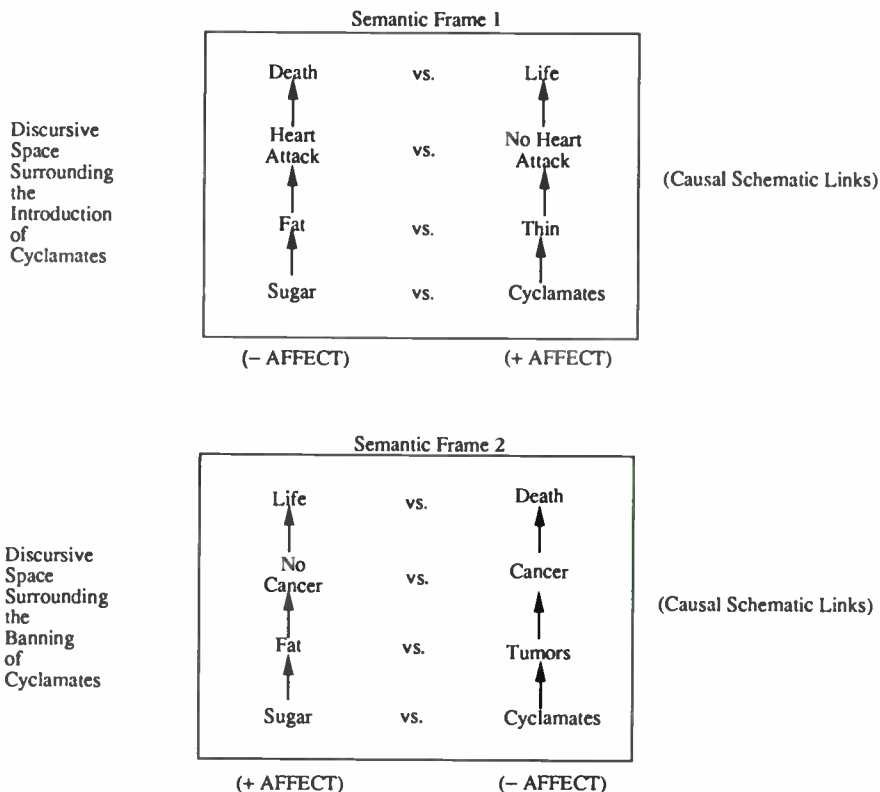 Semantic Frame 1
Discursive
Space
Surrounding
the
Introduction
of
Cyclamates
Death vs. Life
Heart
Attack vs. No Heart
Attack
Fat vs. Thin
Sugar vs. Cyclamates
(Causal Schematic Links)
(– AFFECT) (+ AFFECT)
Semantic Frame 2
Discursive
Space
Surrounding
the
Banning
of
Cyclamates
Life vs. Death
No
Cancer vs. Cancer
Fat vs. Tumors
Sugar vs. Cyclamates
(Causal Schematic Links)
(+ AFFECT) (– AFFECT)